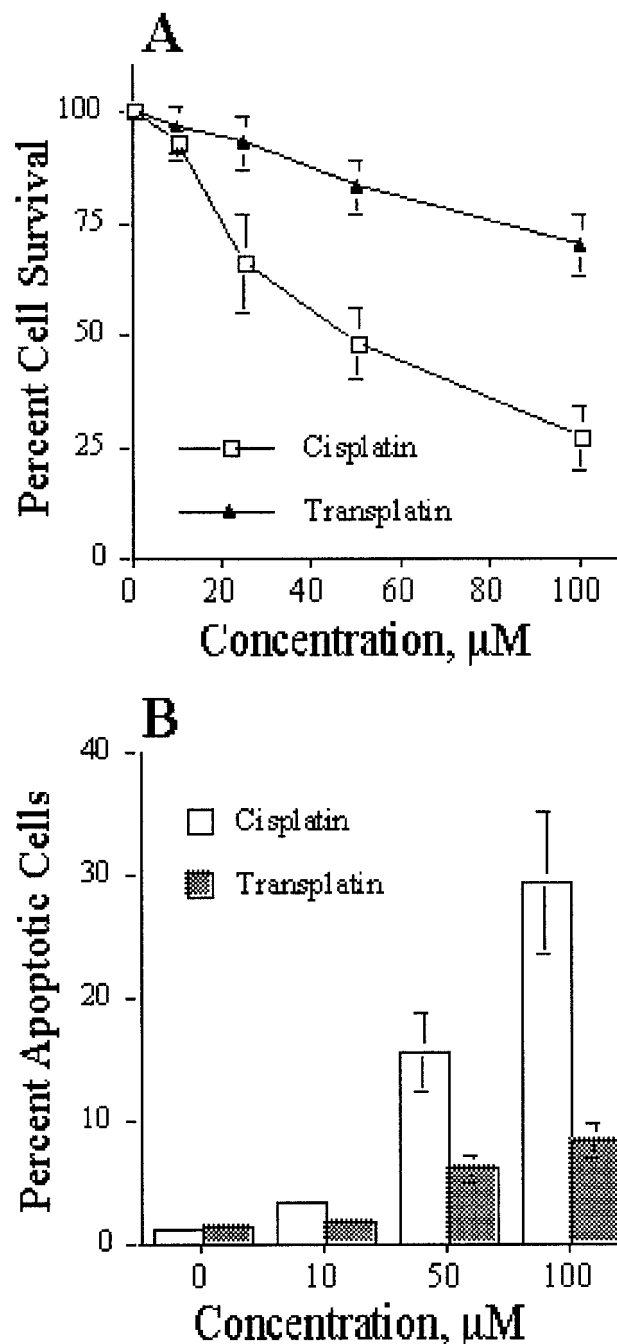 A
Percent Cell Survival
100
75
50
25
0
Cisplatin
Transplatin
0 20 40 60 80 100
Concentration, μM
B
Percent Apoptotic Cells
40
30
20
10
0
Cisplatin
Transplatin
0 10 50 100
Concentration, μM